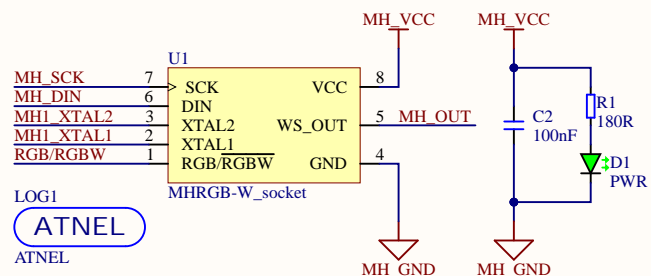 MH_VCC
MH_VCC
U1
MH_SCK 7 SCK VCC 8
MH_DIN 6 DIN
MH1_XTAL2 3 XTAL2 WS_OUT 5 MH_OUT
MH1_XTAL1 2 XTAL1
RGB/RGBW 1 RGB/RGBW GND 4
MHRGB-W_socket
C2
100nF
R1
180R
D1
PWR
LOG1
ATNEL
ATNEL
MH_GND
MH_GND